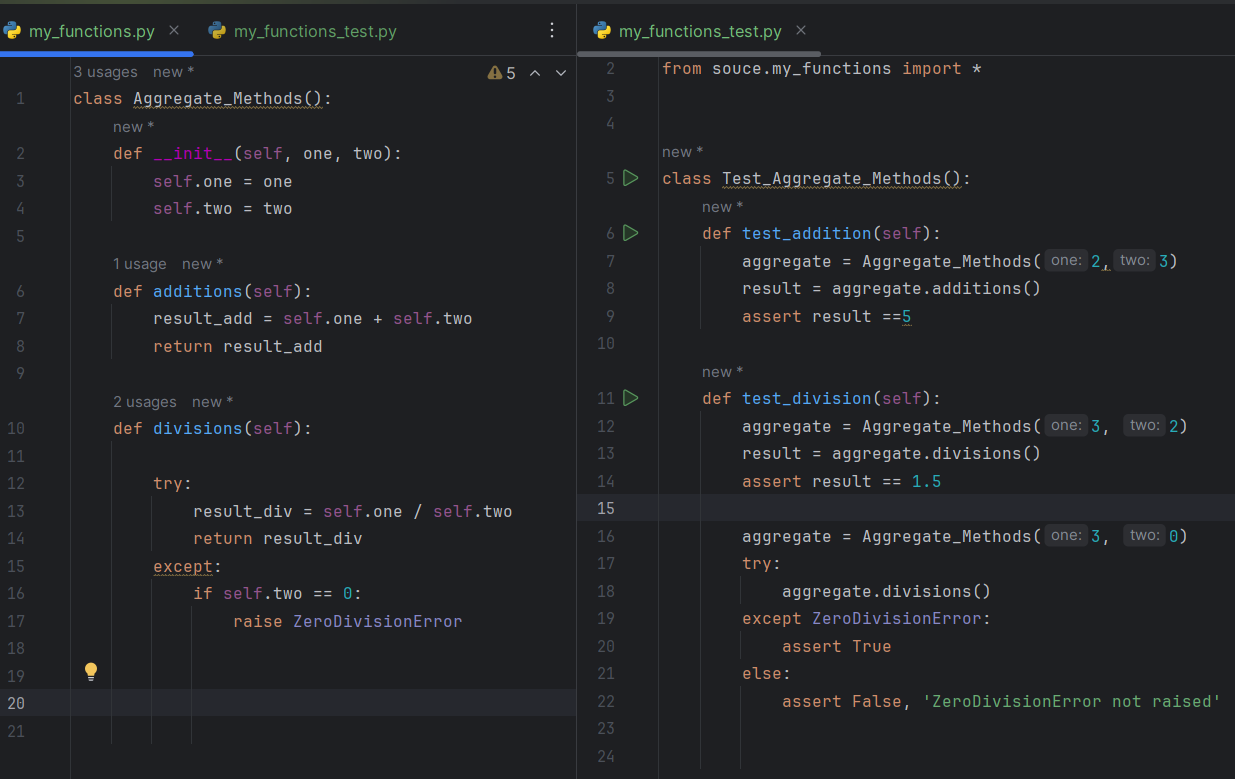 my_functions.py
my_functions_test.py
3 usages new *
5
1 class Aggregate_Methods():
new *
2 def __init__(self, one, two):
3 self.one = one
4 self.two = two
5
1 usage new *
6 def additions(self):
7 result_add = self.one + self.two
8 return result_add
9
2 usages new *
10 def divisions(self):
11
12 try:
13 result_div = self.one / self.two
14 return result_div
15 except:
16 if self.two == 0:
17 raise ZeroDivisionError
18
19
20
21
my_functions_test.py
2 from souce.my_functions import *
3
4
new *
5 class Test_Aggregate_Methods():
new *
6 def test_addition(self):
7 aggregate = Aggregate_Methods( one: 2, two: 3)
8 result = aggregate.additions()
9 assert result ==5
10
new *
11 def test_division(self):
12 aggregate = Aggregate_Methods( one: 3, two: 2)
13 result = aggregate.divisions()
14 assert result == 1.5
15
16 aggregate = Aggregate_Methods( one: 3, two: 0)
17 try:
18 aggregate.divisions()
19 except ZeroDivisionError:
20 assert True
21 else:
22 assert False, 'ZeroDivisionError not raised'
23
24